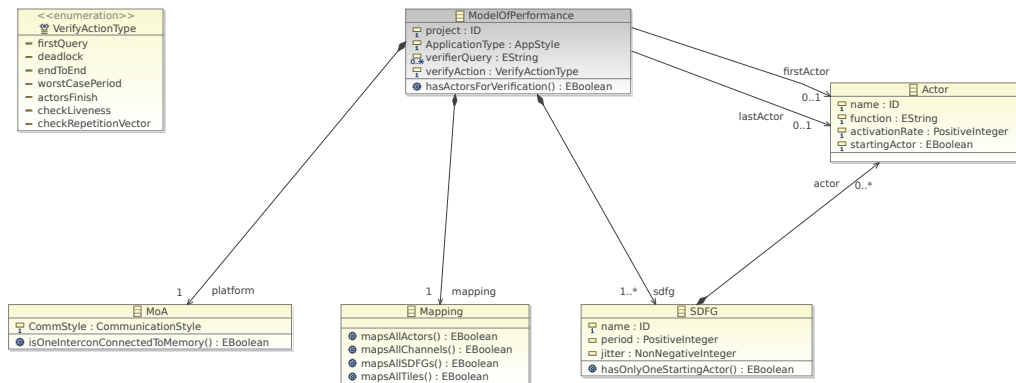 <<enumeration>>
VerifyActionType
firstQuery
deadlock
endToEnd
worstCasePeriod
actorsFinish
checkLiveness
checkRepetitionVector
ModelOfPerformance
project : ID
ApplicationType : AppStyle
verifierQuery : EString
verifyAction : VerifyActionType
hasActorsForVerification() : EBoolean
firstActor
0..1
lastActor
0..1
Actor
name : ID
function : EString
activationRate : PositiveInteger
startingActor : EBoolean
actor
0..*
1
platform
1
mapping
1..*
sdfg
MoA
CommStyle : CommunicationStyle
isOneInterconConnectedToMemory() : EBoolean
Mapping
mapsAllActors() : EBoolean
mapsAllChannels() : EBoolean
mapsAllSDFGs() : EBoolean
mapsAllTiles() : EBoolean
SDFG
name : ID
period : PositiveInteger
jitter : NonNegativeInteger
hasOnlyOneStartingActor() : EBoolean